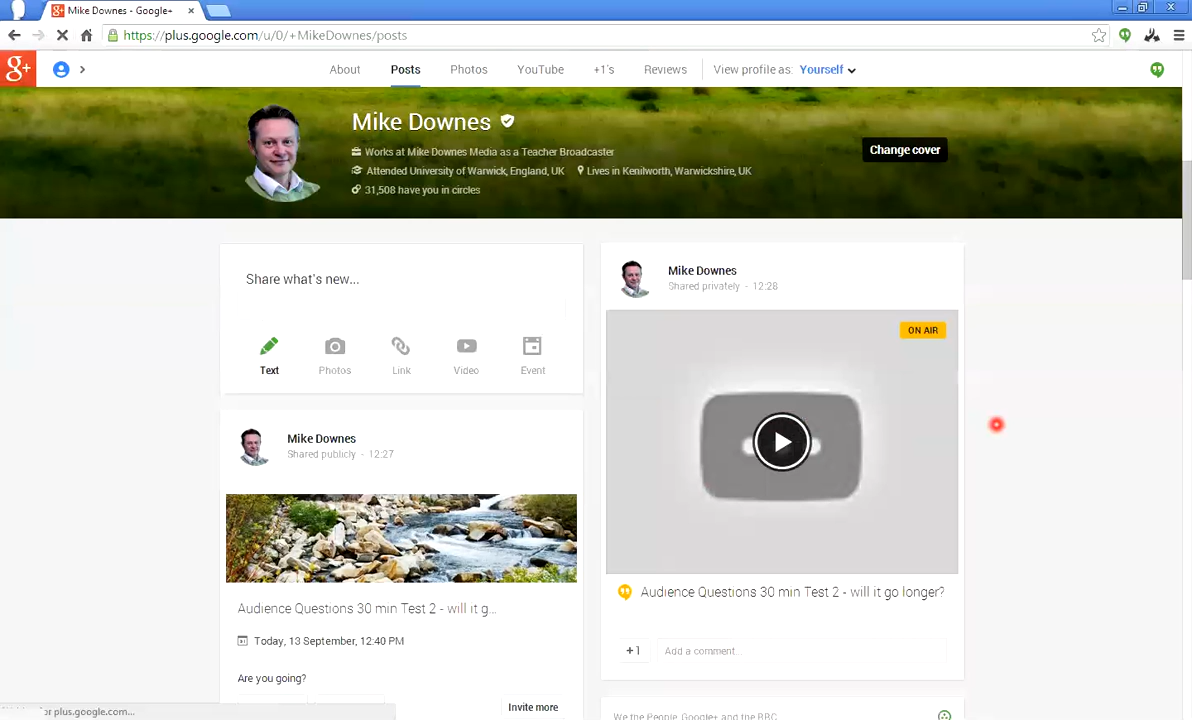 Mike Downes - Google+
https://plus.google.com/u/0/+MikeDownes/posts
g+
About Posts Photos YouTube +1's Reviews View profile as: Yourself
Mike Downes
Works at Mike Downes Media as a Teacher Broadcaster
Attended University of Warwick, England, UK Lives in Kenilworth, Warwickshire, UK
31,508 have you in circles
Change cover
Share what's new...
Text Photos Link Video Event
Mike Downes
Shared publicly - 12:27
Audience Questions 30 min Test 2 - will it g...
Today, 13 September, 12:40 PM
Are you going?
Invite more
Mike Downes
Shared privately - 12:28
ON AIR
Audience Questions 30 min Test 2 - will it go longer?
+1 Add a comment...
We the People, Google+ and the BBC
for plus.google.com...